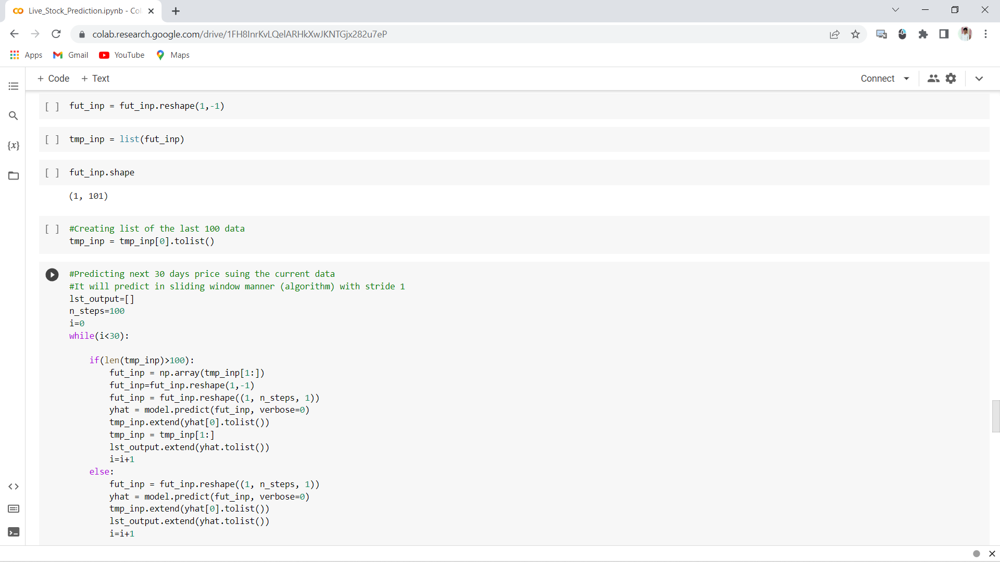 Live_Stock_Prediction.ipynb - Co
colab.research.google.com/drive/1FH8InrKvLQelARHkXwJKNTGjx282u7eP
Apps Gmail YouTube Maps
+ Code + Text Connect
{x}
[ ] fut_inp = fut_inp.reshape(1,-1)
[ ] tmp_inp = list(fut_inp)
[ ] fut_inp.shape
(1, 101)
[ ] #Creating list of the last 100 data
tmp_inp = tmp_inp[0].tolist()
#Predicting next 30 days price suing the current data
#It will predict in sliding window manner (algorithm) with stride 1
lst_output=[]
n_steps=100
i=0
while(i<30):
if(len(tmp_inp)>100):
fut_inp = np.array(tmp_inp[1:])
fut_inp=fut_inp.reshape(1,-1)
fut_inp = fut_inp.reshape((1, n_steps, 1))
yhat = model.predict(fut_inp, verbose=0)
tmp_inp.extend(yhat[0].tolist())
tmp_inp = tmp_inp[1:]
lst_output.extend(yhat.tolist())
i=i+1
else:
fut_inp = fut_inp.reshape((1, n_steps, 1))
yhat = model.predict(fut_inp, verbose=0)
tmp_inp.extend(yhat[0].tolist())
lst_output.extend(yhat.tolist())
i=i+1